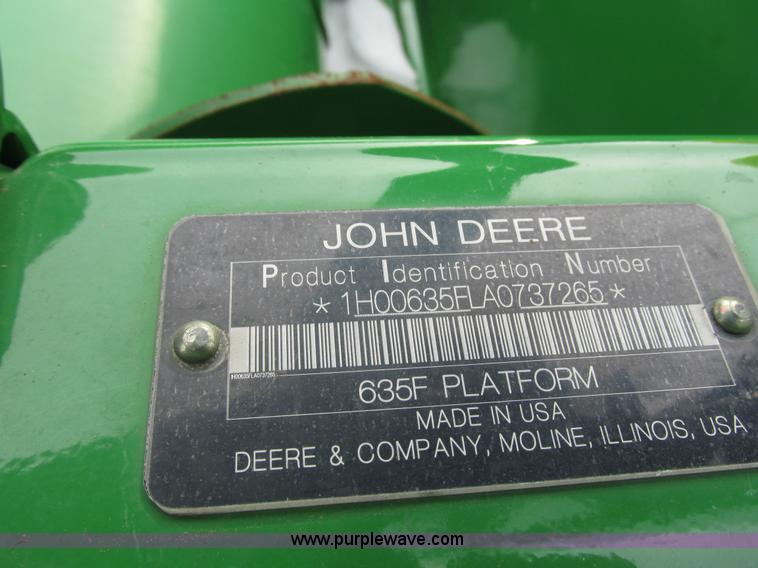 JOHN DEERE
Product Identification Number
*1H00635FLA0737265*
1H00635FLA0737265
635F PLATFORM
MADE IN USA
DEERE & COMPANY, MOLINE, ILLINOIS, USA
www.purplewave.com